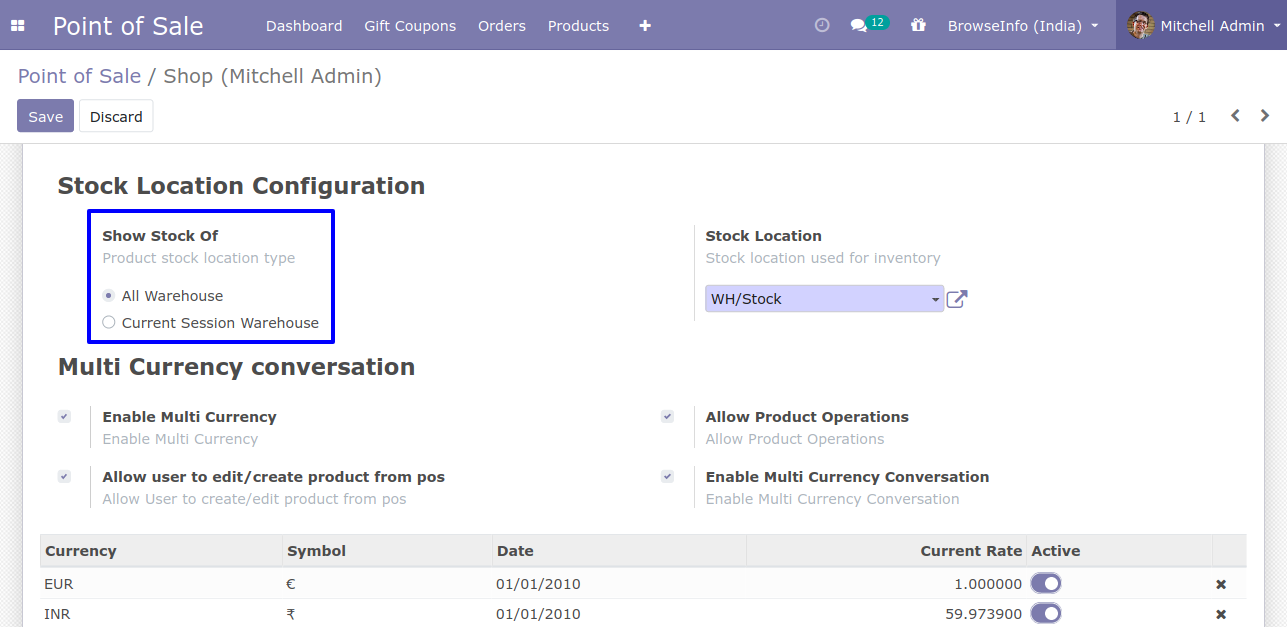 Point of Sale Dashboard Gift Coupons Orders Products + 12 BrowseInfo (India) Mitchell Admin
Point of Sale / Shop (Mitchell Admin)
Save Discard 1 / 1
Stock Location Configuration
Show Stock Of
Product stock location type
All Warehouse
Current Session Warehouse
Stock Location
Stock location used for inventory
WH/Stock
Multi Currency conversation
Enable Multi Currency
Enable Multi Currency
Allow Product Operations
Allow Product Operations
Allow user to edit/create product from pos
Allow User to create/edit product from pos
Enable Multi Currency Conversation
Enable Multi Currency Conversation
Currency Symbol Date Current Rate Active
EUR € 01/01/2010 1.000000
INR ₹ 01/01/2010 59.973900